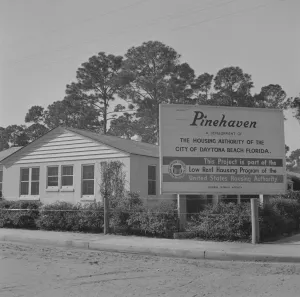 Pinehaven
A DEVELOPMENT OF
THE HOUSING AUTHORITY OF THE
CITY OF DAYTONA BEACH FLORIDA.
This Project is part of the
Low Rent Housing Program of the
United States Housing Authority